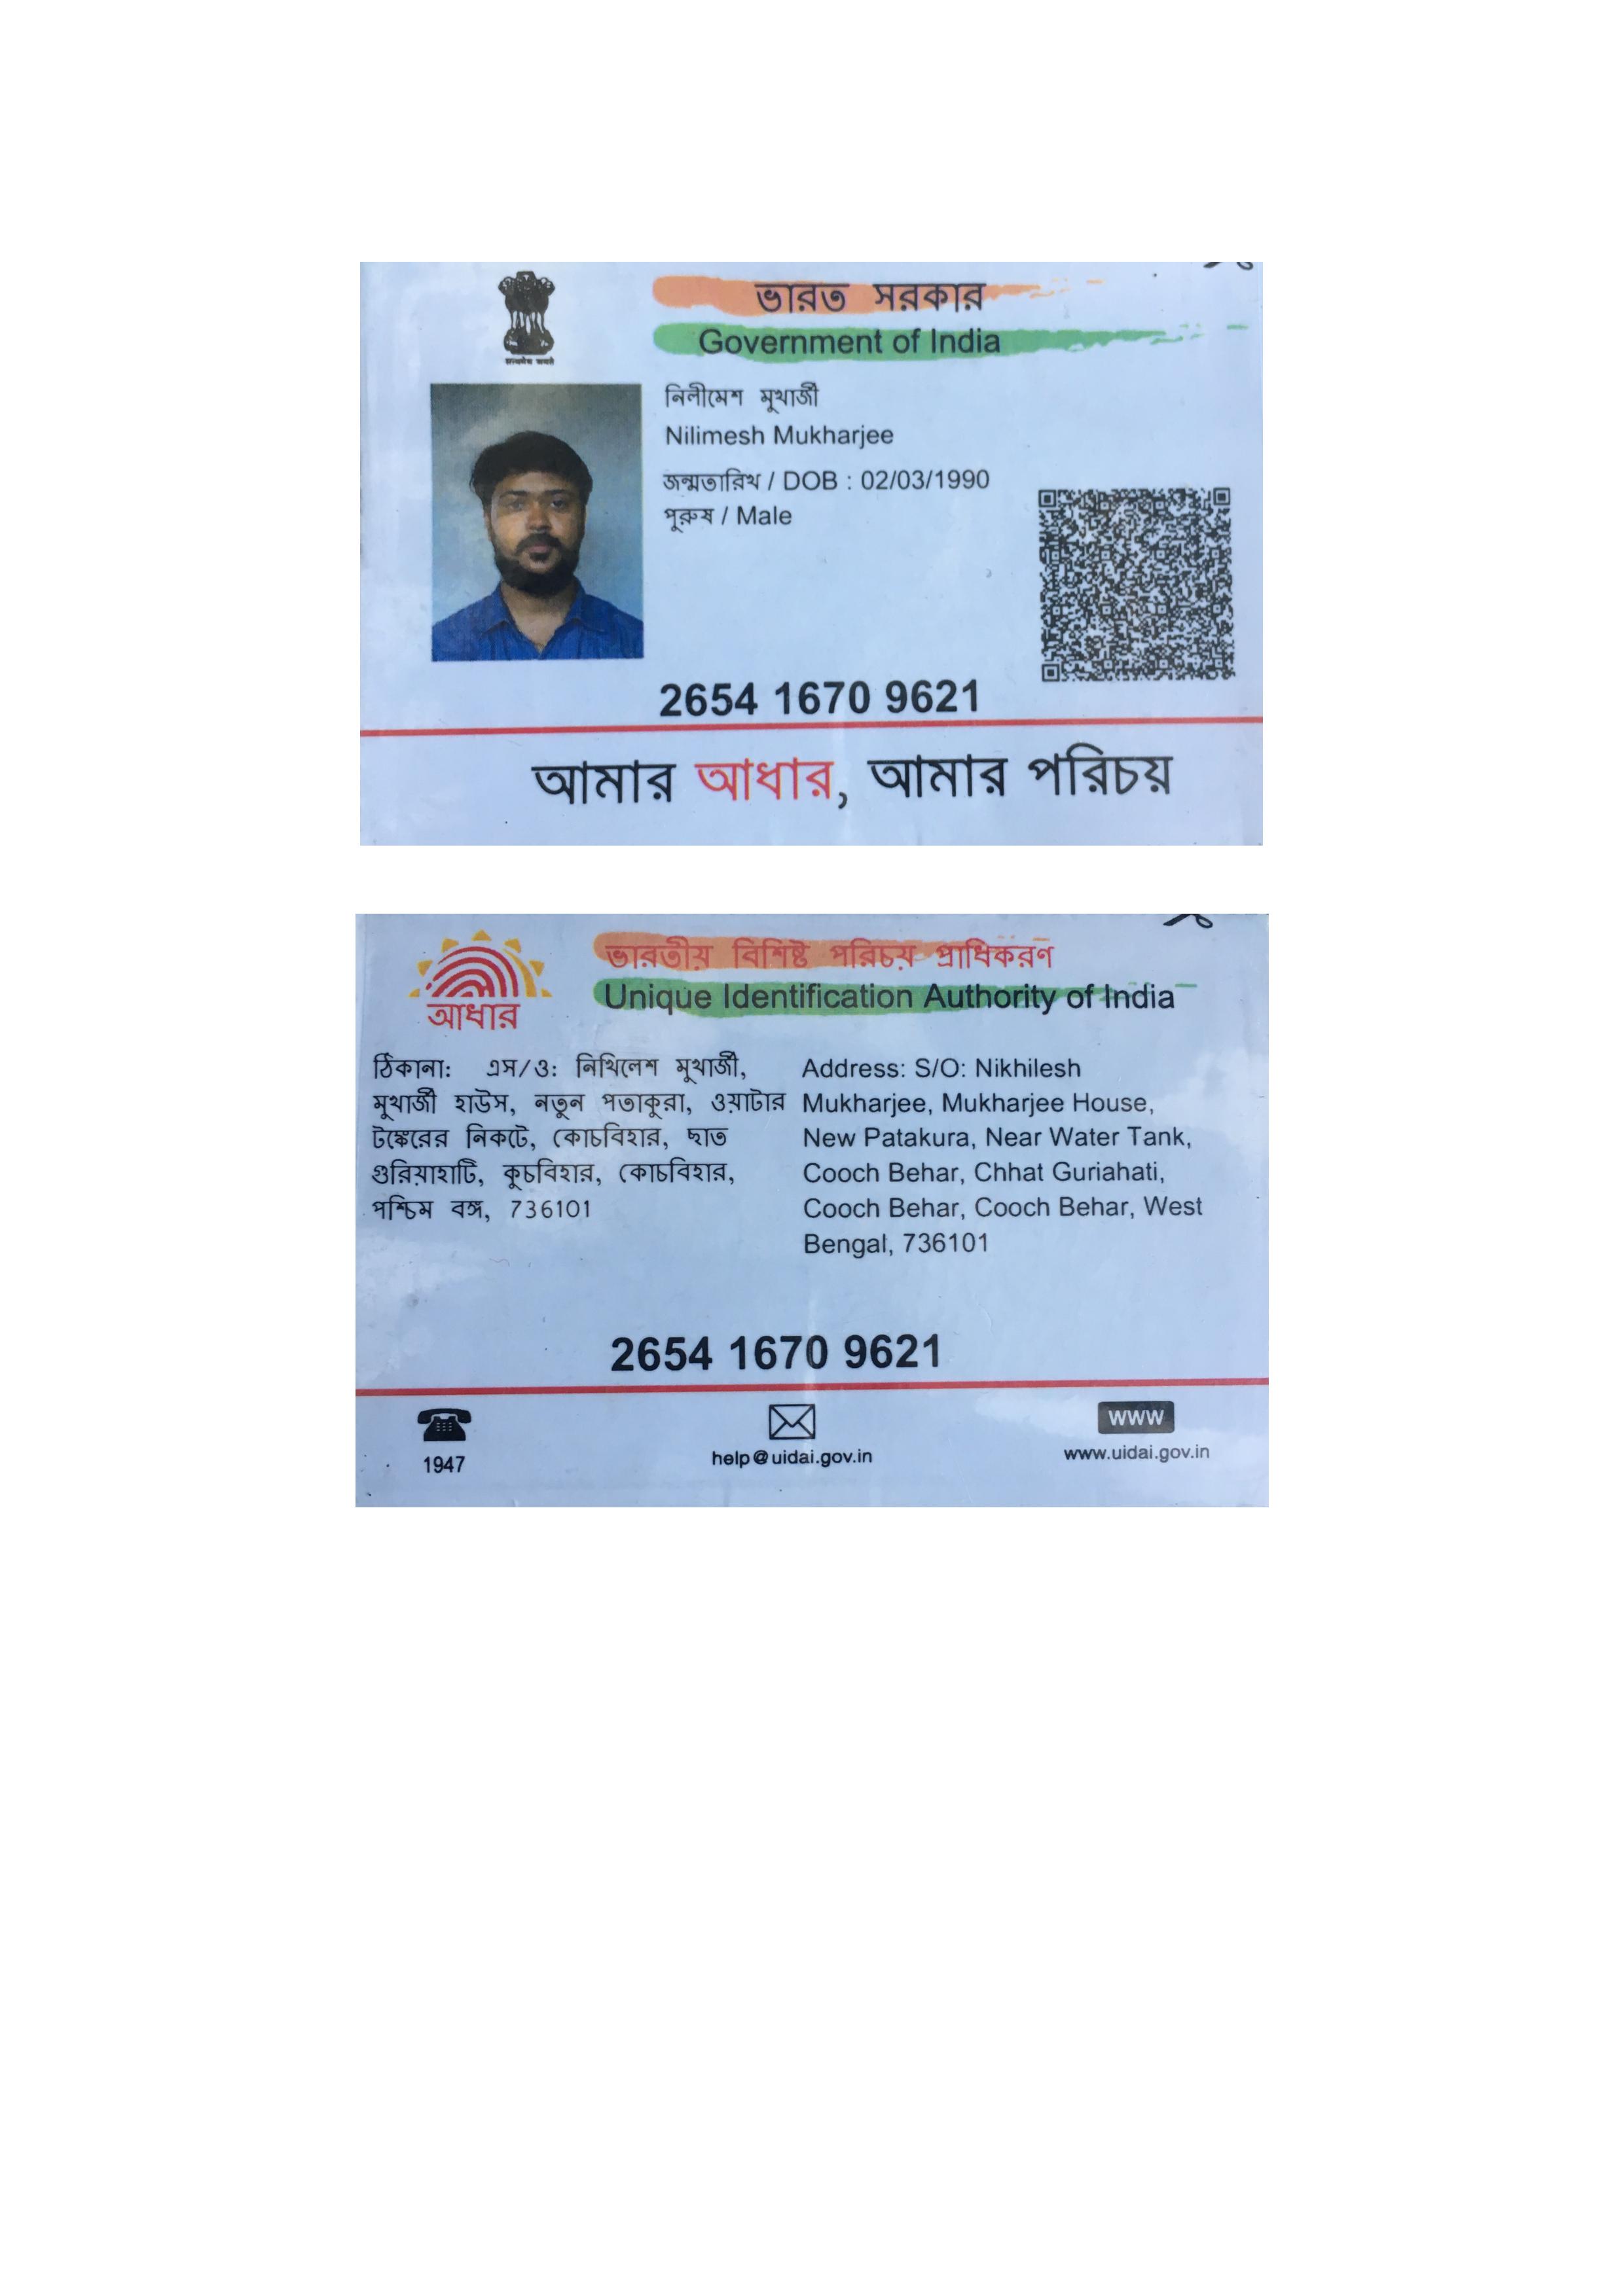 सत्यमेव जयते
ভারত সরকার
Government of India
নিলীমেশ মুখার্জী
Nilimesh Mukharjee
জন্মতারিখ / DOB : 02/03/1990
পুরুষ / Male
2654 1670 9621
আমার আধার, আমার পরিচয়
ভারতীয় বিশিষ্ট পরিচয় প্রাধিকরণ
Unique Identification Authority of India
আধার
ঠিকানা: এস/ও: নিখিলেশ মুখার্জী,
মুখার্জী হাউস, নতুন পতাকুরা, ওয়াটার
টঙ্কেরের নিকটে, কোচবিহার, ছাত
গুরিয়াহাটি, কুচবিহার, কোচবিহার,
পশ্চিম বঙ্গ, 736101
Address: S/O: Nikhilesh
Mukharjee, Mukharjee House,
New Patakura, Near Water Tank,
Cooch Behar, Chhat Guriahati,
Cooch Behar, Cooch Behar, West
Bengal, 736101
2654 1670 9621
1947
help@uidai.gov.in
WWW
www.uidai.gov.in